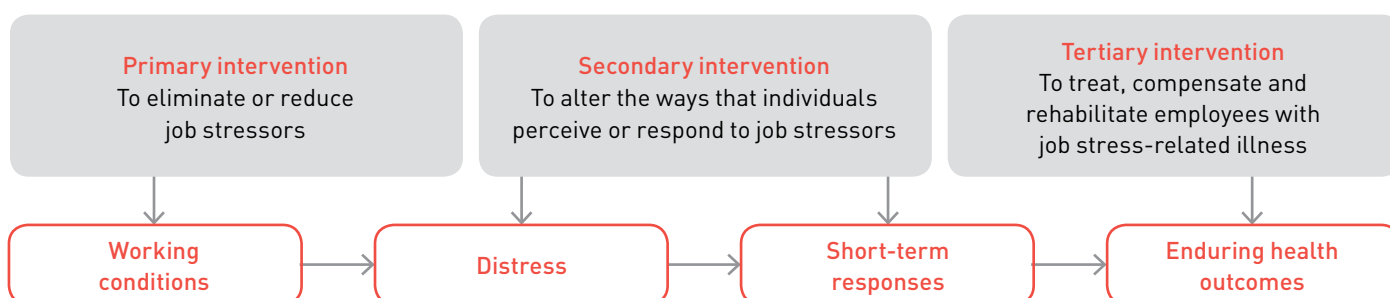 Primary intervention
To eliminate or reduce
job stressors
Secondary intervention
To alter the ways that individuals
perceive or respond to job stressors
Tertiary intervention
To treat, compensate and
rehabilitate employees with
job stress-related illness
Working
conditions
Distress
Short-term
responses
Enduring health
outcomes